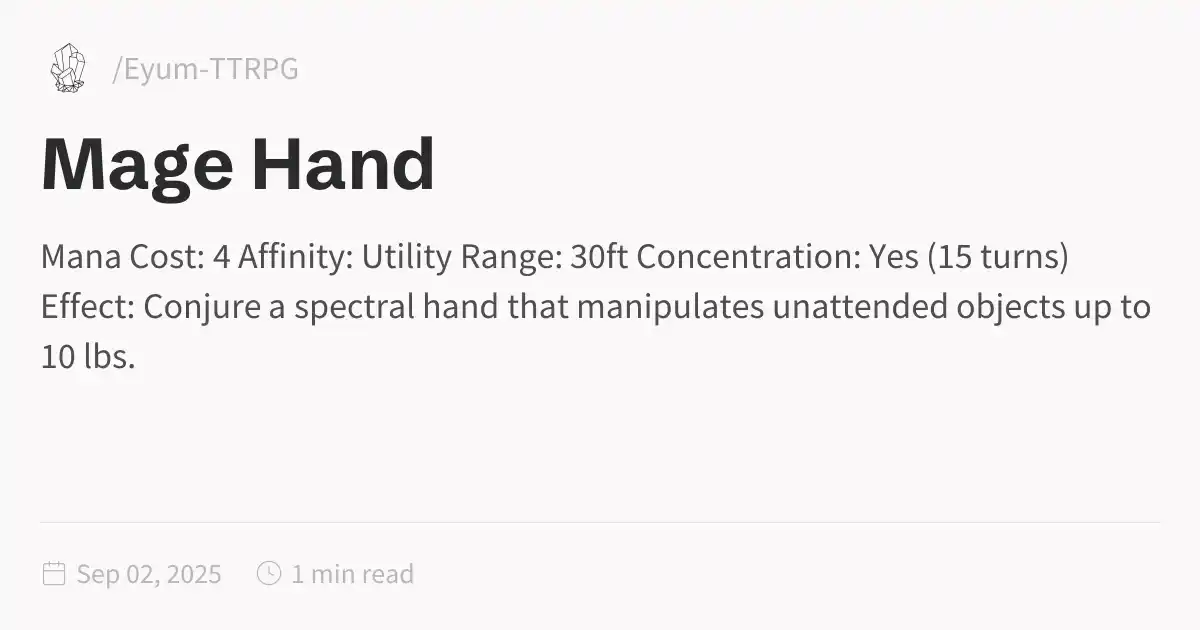 /Eyum-TTRPG
Mage Hand
Mana Cost: 4 Affinity: Utility Range: 30ft Concentration: Yes (15 turns)
Effect: Conjure a spectral hand that manipulates unattended objects up to
10 lbs.
Sep 02, 2025 1 min read